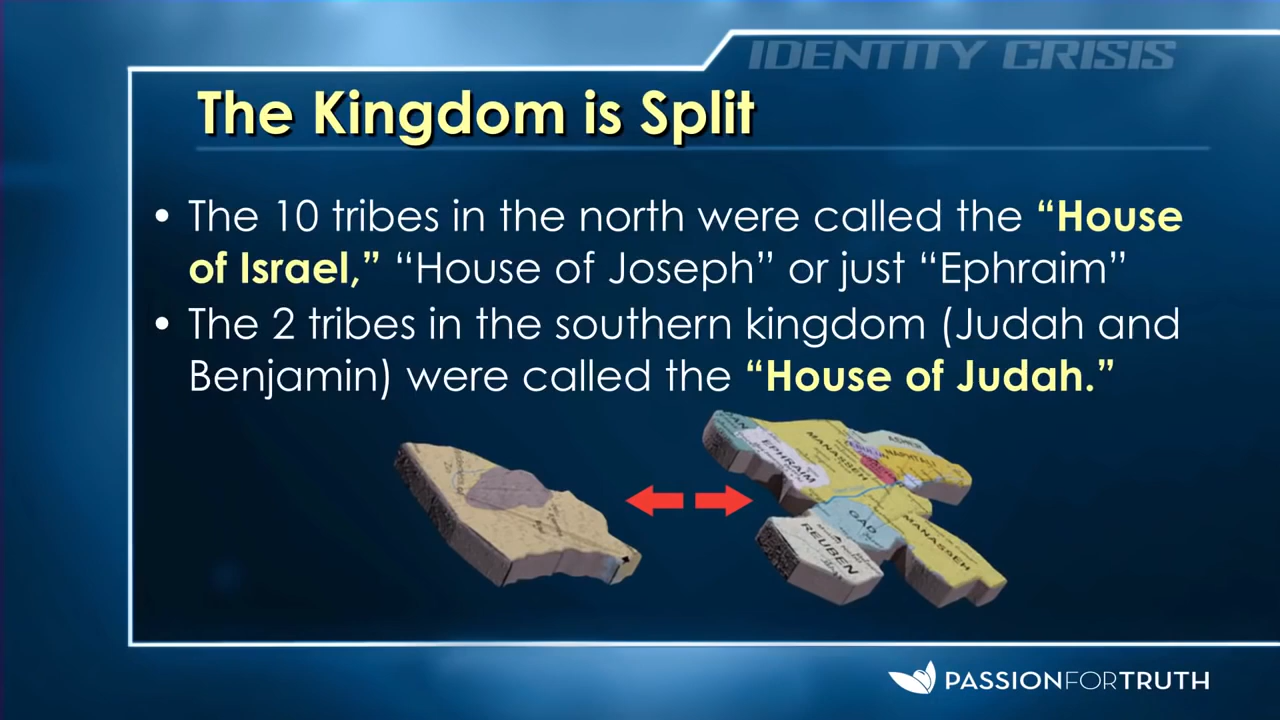 IDENTITY CRISIS
The Kingdom is Split
• The 10 tribes in the north were called the “House
of Israel,” “House of Joseph” or just “Ephraim”
• The 2 tribes in the southern kingdom (Judah and
Benjamin) were called the “House of Judah.”
EPHRAIM
MANASSEH
ASHER
NAPHTALI
GAD
REUBEN
MANASSEH
PASSIONFORTRUTH